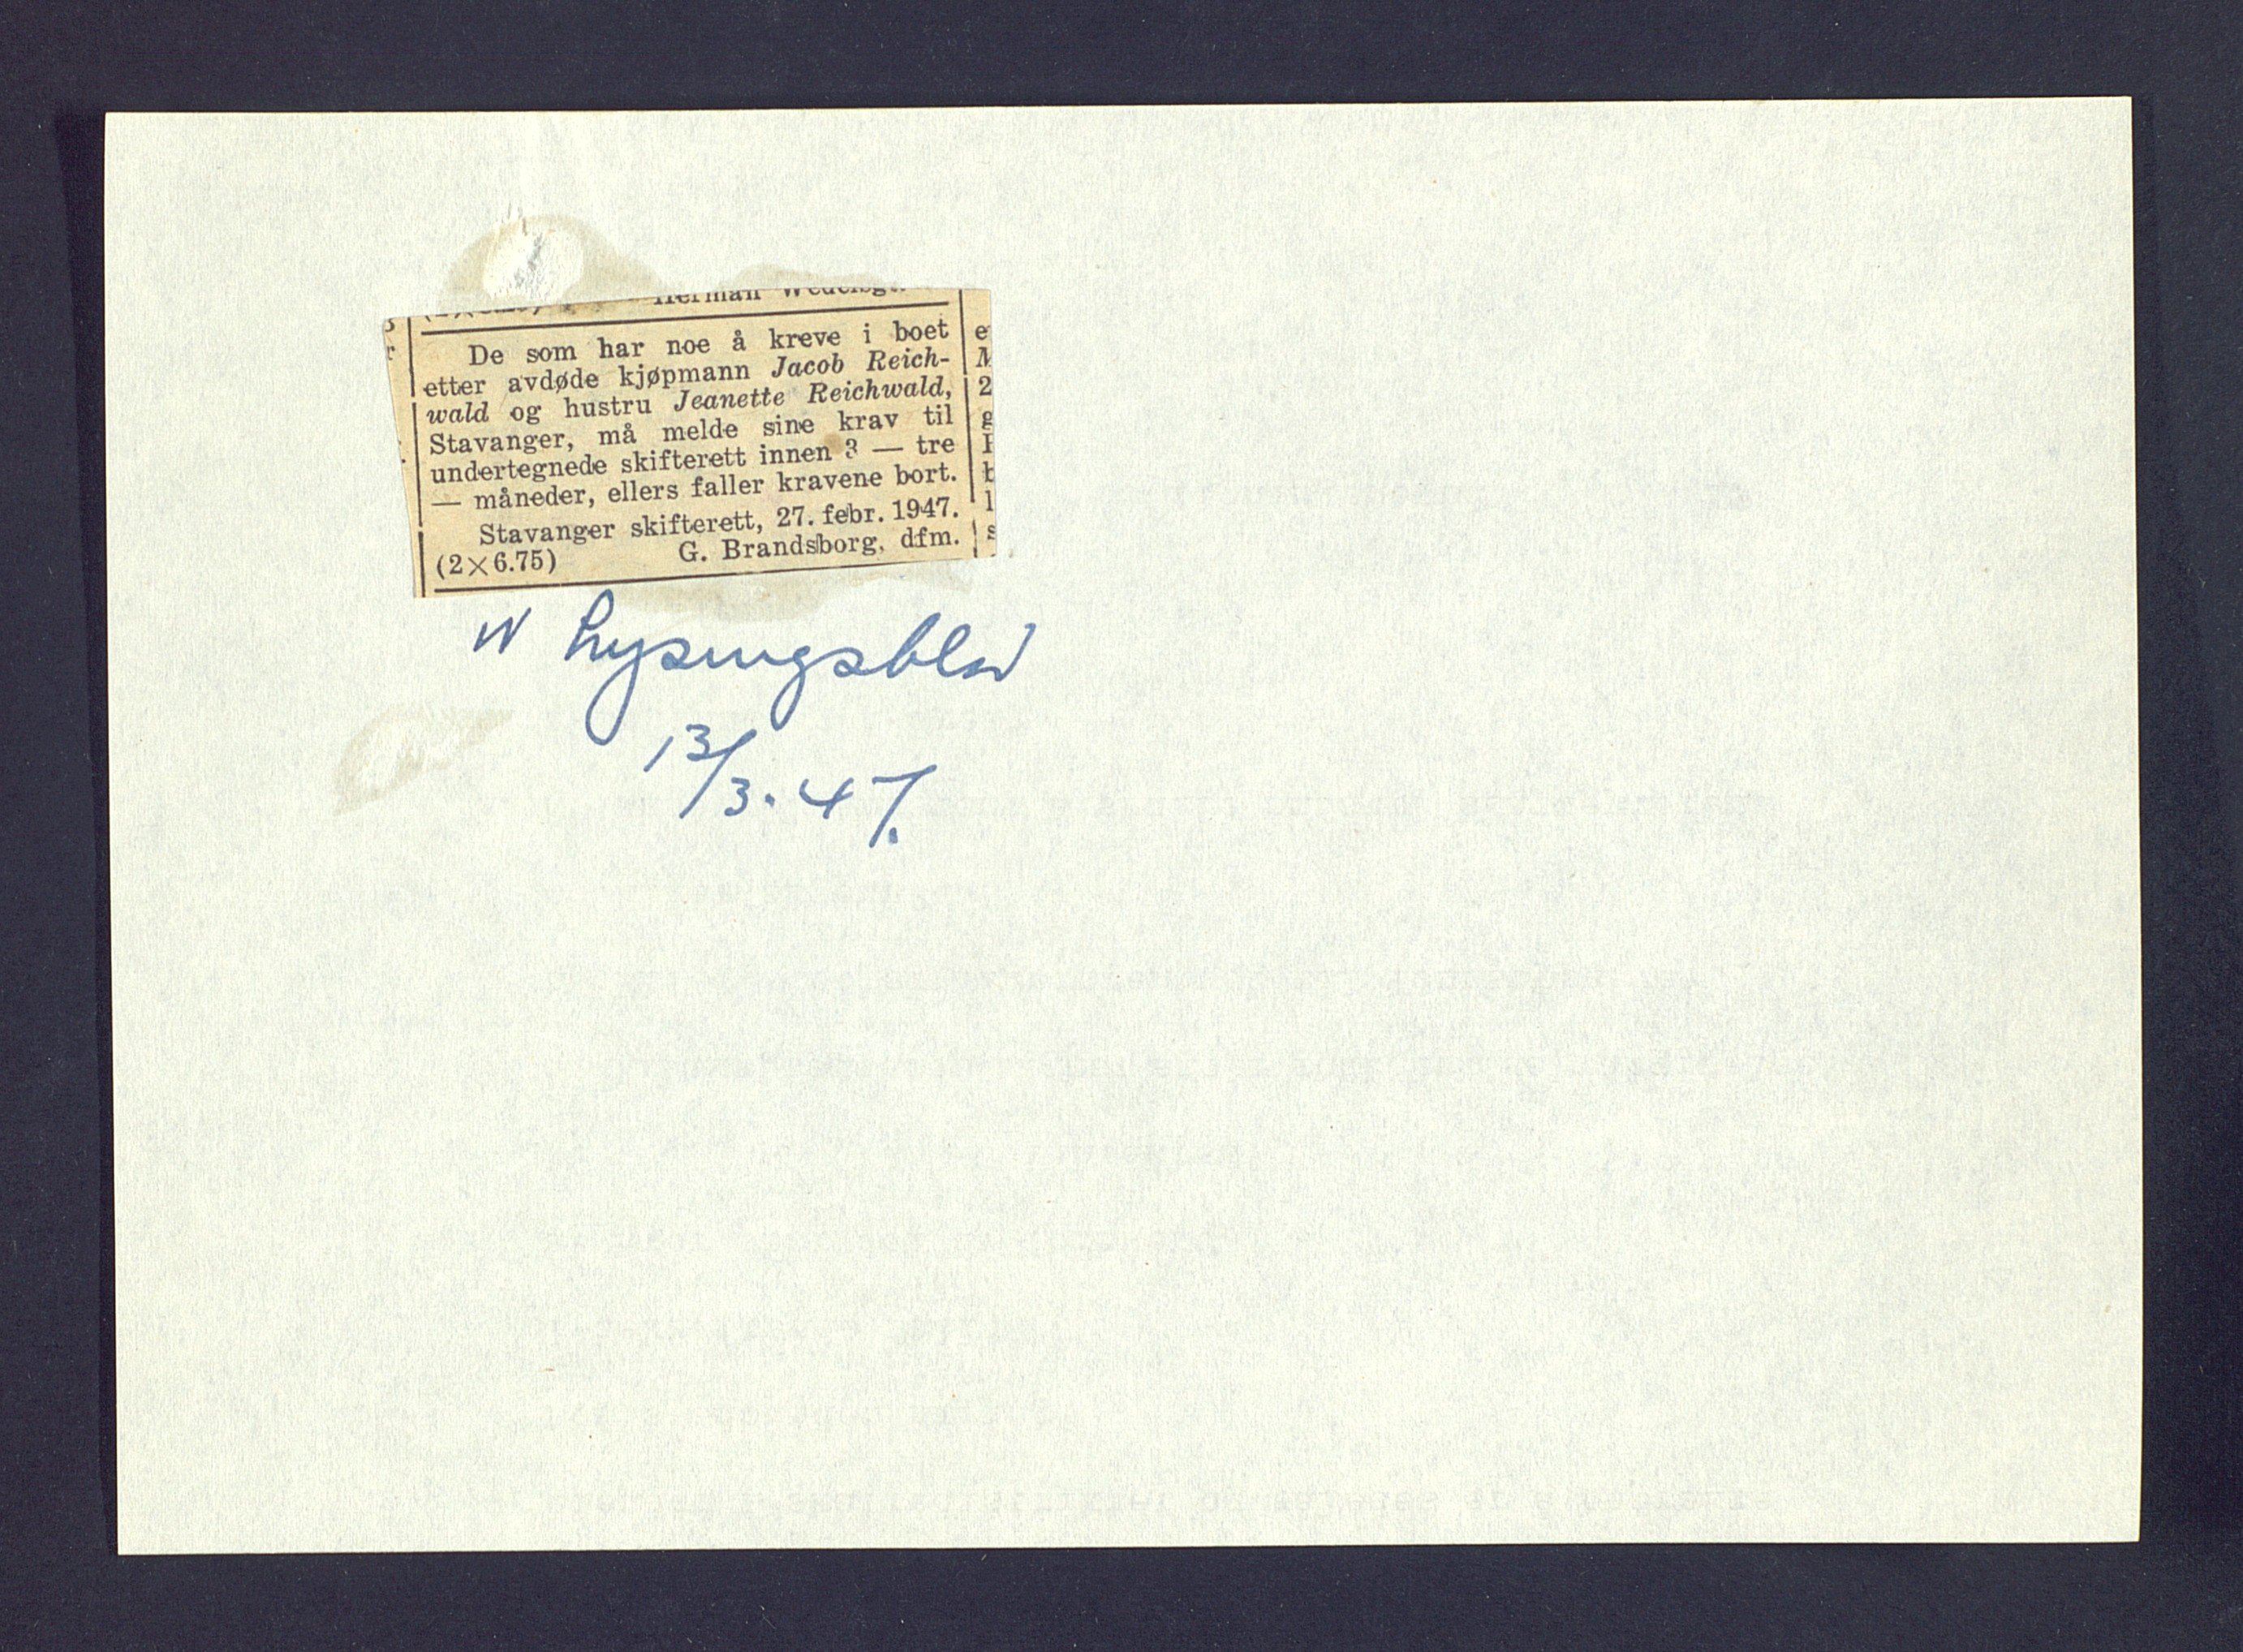 Herman Wedelsgt.
De som har noe å kreve i boet
etter avdøde kjøpmann Jacob Reich-
wald og hustru Jeanette Reichwald,
Stavanger, må melde sine krav til
undertegnede skifterett innen 3 — tre
— måneder, ellers faller kravene bort.
Stavanger skifterett, 27. febr. 1947.
(2×6.75) G. Brandsborg, dfm.
N Lysingsblad
13/3.47.